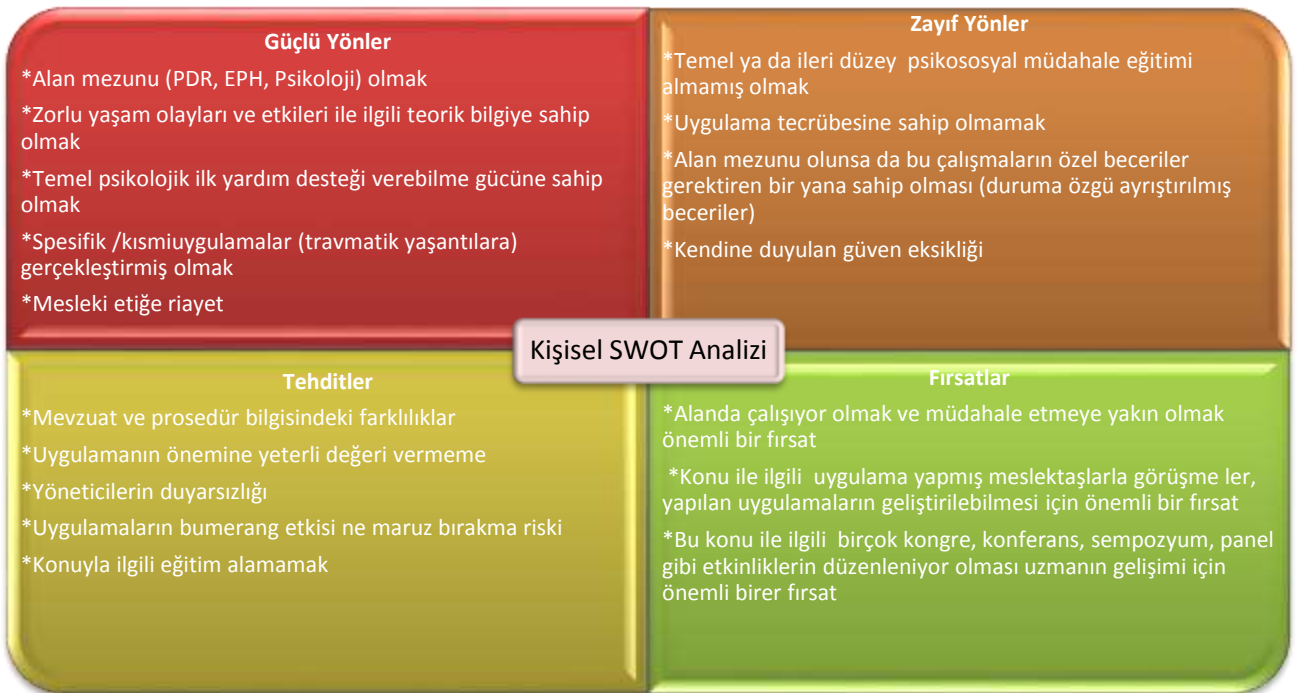 Güçlü Yönler
*Alan mezunu (PDR, EPH, Psikoloji) olmak
*Zorlu yaşam olayları ve etkileri ile ilgili teorik bilgiye sahip
olmak
*Temel psikolojik ilk yardım desteği verebilme gücüne sahip
olmak
*Spesifik /kısmiuygulamalar (travmatik yaşantılara)
gerçekleştirmiş olmak
*Mesleki etiğe riayet
Zayıf Yönler
*Temel ya da ileri düzey psikososyal müdahale eğitimi
almamış olmak
*Uygulama tecrübesine sahip olmamak
*Alan mezunu olunsa da bu çalışmaların özel beceriler
gerektiren bir yana sahip olması (duruma özgü ayrıştırılmış
beceriler)
*Kendine duyulan güven eksikliği
Kişisel SWOT Analizi
Tehditler
*Mevzuat ve prosedür bilgisindeki farklılıklar
*Uygulamanın önemine yeterli değeri vermeme
*Yöneticilerin duyarsızlığı
*Uygulamaların bumerang etkisi ne maruz bırakma riski
*Konuyla ilgili eğitim alamamak
Fırsatlar
*Alanda çalışıyor olmak ve müdahale etmeye yakın olmak
önemli bir fırsat
*Konu ile ilgili uygulama yapmış meslektaşlarla görüşme ler,
yapılan uygulamaların geliştirilebilmesi için önemli bir fırsat
*Bu konu ile ilgili birçok kongre, konferans, sempozyum, panel
gibi etkinliklerin düzenleniyor olması uzmanın gelişimi için
önemli birer fırsat